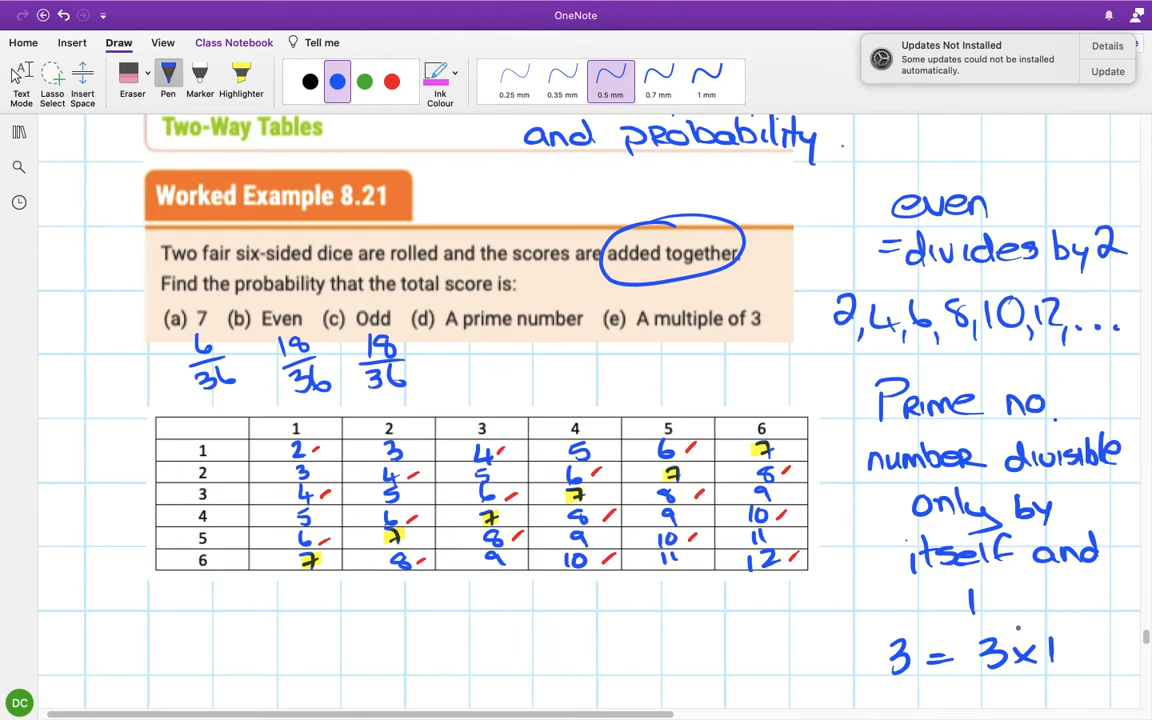 OneNote
Home Insert Draw View Class Notebook Tell me
Updates Not Installed
Some updates could not be installed
automatically.
Details
Update
Text
Mode
Lasso
Select
Insert
Space
Eraser
Pen
Marker
Highlighter
Ink
Colour
0.25 mm 0.35 mm 0.5 mm 0.7 mm 1 mm
Two-Way Tables
and probability.
Worked Example 8.21
Two fair six-sided dice are rolled and the scores are added together.
Find the probability that the total score is:
(a) 7 (b) Even (c) Odd (d) A prime number (e) A multiple of 3
6/36 18/36 18/36
1 2 3 4 5 6
1 2 3 4 5 6 7
2 3 4 5 6 7 8
3 4 5 6 7 8 9
4 5 6 7 8 9 10
5 6 7 8 9 10 11
6 7 8 9 10 11 12
even
=divides by 2
2,4,6,8,10,12,...
Prime no.
number divisible
only by
itself and
1
3 = 3x1
DC